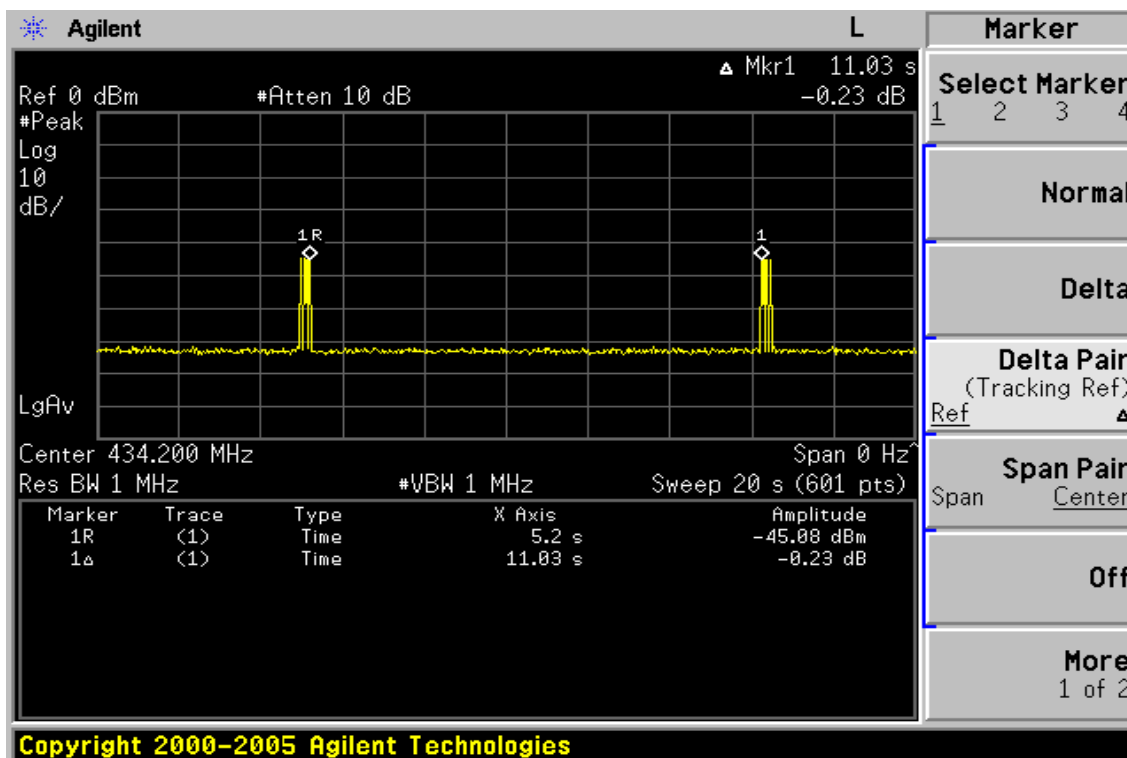 Agilent L Marker
Δ Mkr1 11.03 s
Ref 0 dBm #Atten 10 dB -0.23 dB
#Peak
Log
10
dB/
1R 1
LgAv
Center 434.200 MHz Span 0 Hz^
Res BW 1 MHz #VBW 1 MHz Sweep 20 s (601 pts)
Marker Trace Type X Axis Amplitude
1R (1) Time 5.2 s -45.08 dBm
1Δ (1) Time 11.03 s -0.23 dB
Select Marker
1 2 3 4
Normal
Delta
Delta Pair
(Tracking Ref)
Ref Δ
Span Pair
Span Center
Off
More
1 of 2
Copyright 2000-2005 Agilent Technologies